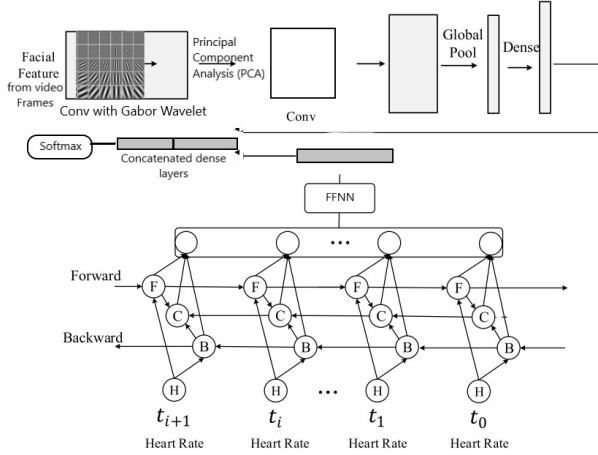 Facial
Feature
from video
Frames
Conv with Gabor Wavelet
Principal
Component
Analysis (PCA)
Conv
Global
Pool
Dense
Softmax
Concatenated dense
layers
FFNN
...
Forward
F
F
F
F
C
C
C
C
Backward
B
B
B
B
H
H
...
H
H
t_{i+1}
t_i
t_1
t_0
Heart Rate
Heart Rate
Heart Rate
Heart Rate